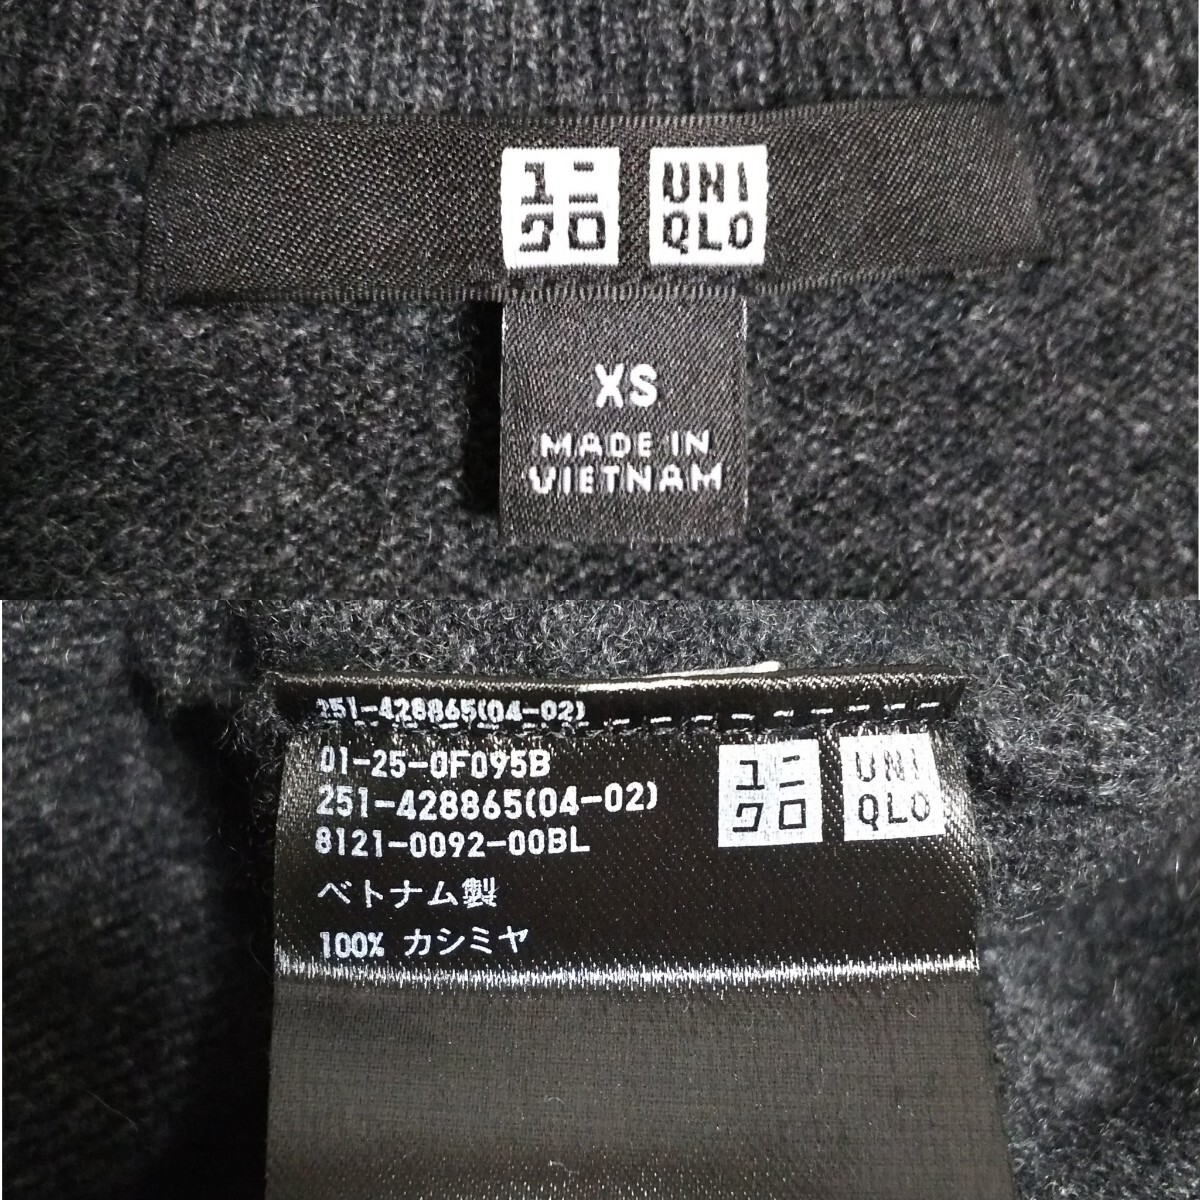 ユニ
クロ
UNI
QLO
XS
MADE IN
VIETNAM
251-428865(04-02)
01-25-0F095B
251-428865(04-02)
8121-0092-00BL
ベトナム製
100% カシミヤ
ユニ
クロ
UNI
QLO